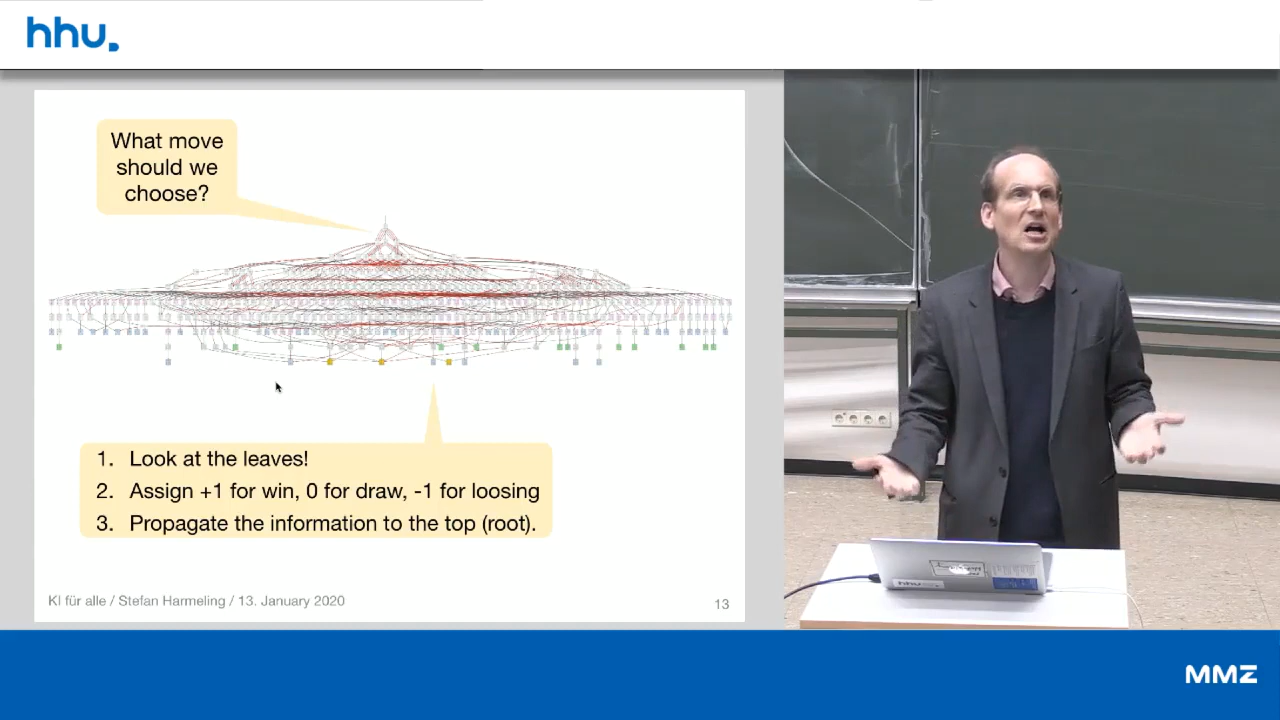 hhu.
What move
should we
choose?
1. Look at the leaves!
2. Assign +1 for win, 0 for draw, -1 for loosing
3. Propagate the information to the top (root).
KI für alle / Stefan Harmeling / 13. January 2020
13
hhu.
MMZ